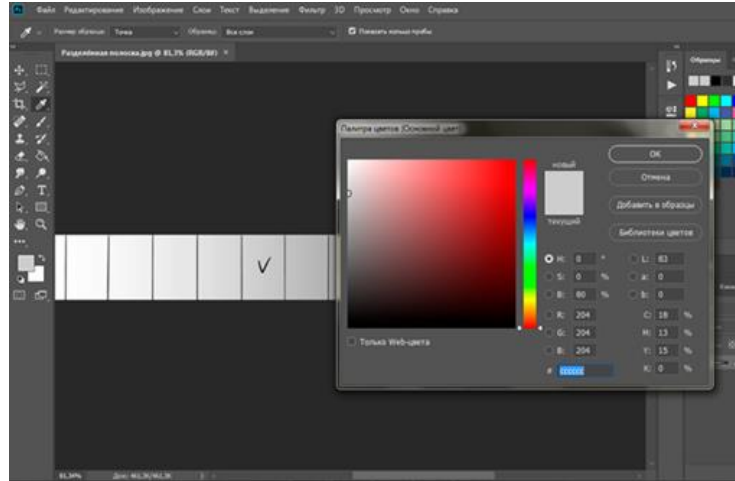 Файл Редактирование Изображение Слои Текст Выделение Фильтр 3D Просмотр Окно Справка
Размер образца: Точка Образец: Все слои Показать кольцо пробы
Разделённая полоска.jpg @ 81,3% (RGB/8#) ×
Образцы
Палитра цветов (Основной цвет
новый
текущий
OK
Отмена
Добавить в образцы
Библиотеки цветов
H: 0 °
L: 83
S: 0 %
a: 0
B: 80 %
b: 0
R: 204
C: 18 %
G: 204
M: 13 %
B: 204
Y: 15 %
# cccccc
K: 0 %
Только Web-цвета
V
81,34%